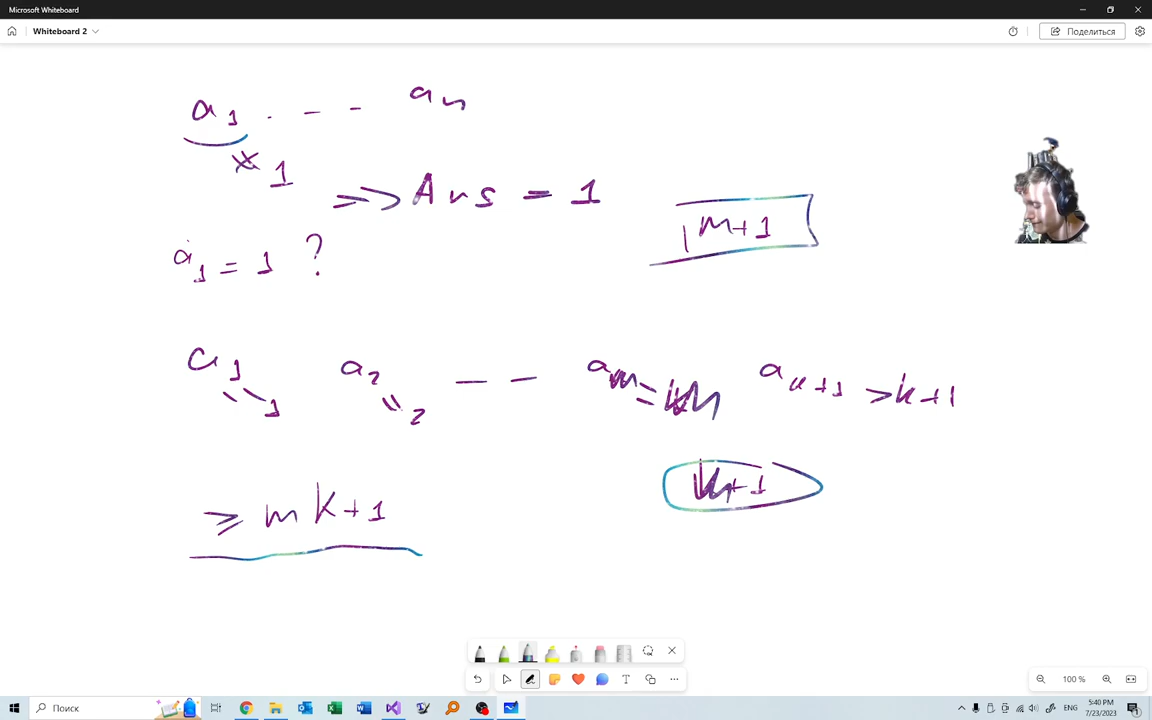 Microsoft Whiteboard
Whiteboard 2
Поделиться
a1 . - - an
≠ 1
=> Ans = 1
m+1
a1 = 1 ?
a1 a2 - - am ak+1 > k+1
1 2
≥ mk+1
+1
100 %
Поиск
ENG
5:40 PM
7/23/2023